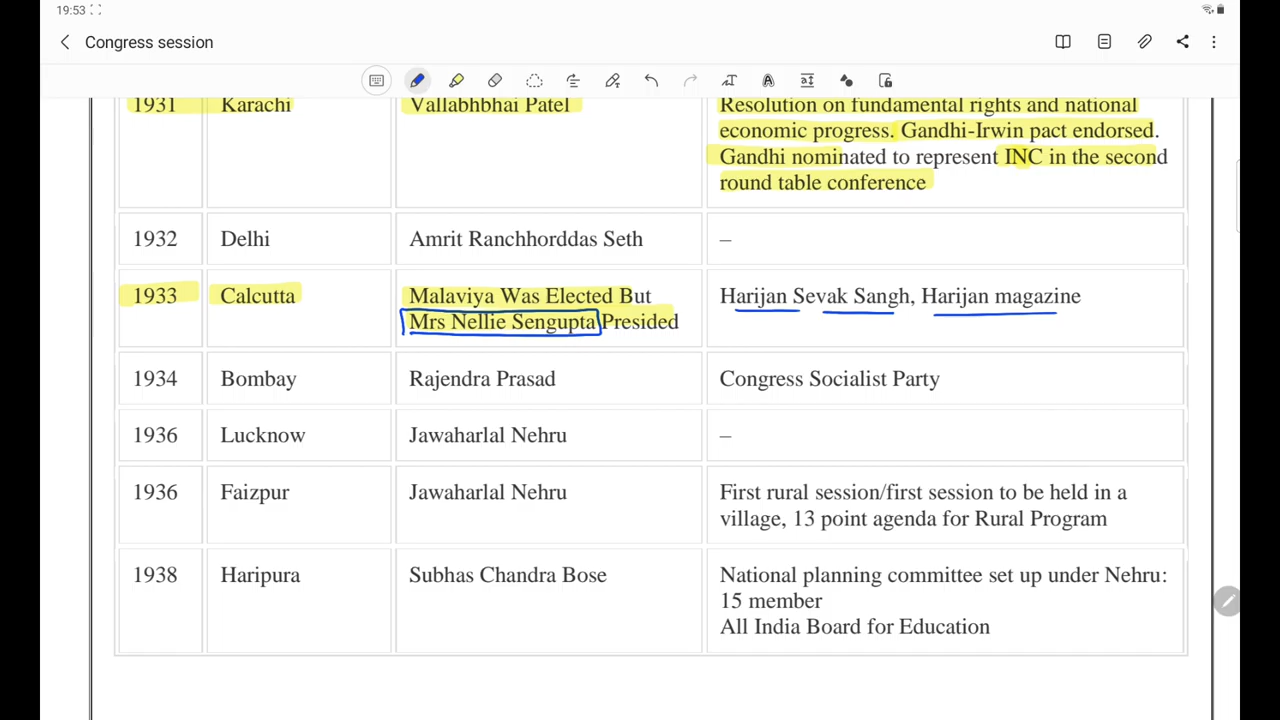 19:53
Congress session
1931 Karachi Vallabhbhai Patel Resolution on fundamental rights and national
economic progress. Gandhi-Irwin pact endorsed.
Gandhi nominated to represent INC in the second
round table conference
1932 Delhi Amrit Ranchhorddas Seth –
1933 Calcutta Malaviya Was Elected But Harijan Sevak Sangh, Harijan magazine
Mrs Nellie Sengupta Presided
1934 Bombay Rajendra Prasad Congress Socialist Party
1936 Lucknow Jawaharlal Nehru –
1936 Faizpur Jawaharlal Nehru First rural session/first session to be held in a
village, 13 point agenda for Rural Program
1938 Haripura Subhas Chandra Bose National planning committee set up under Nehru:
15 member
All India Board for Education